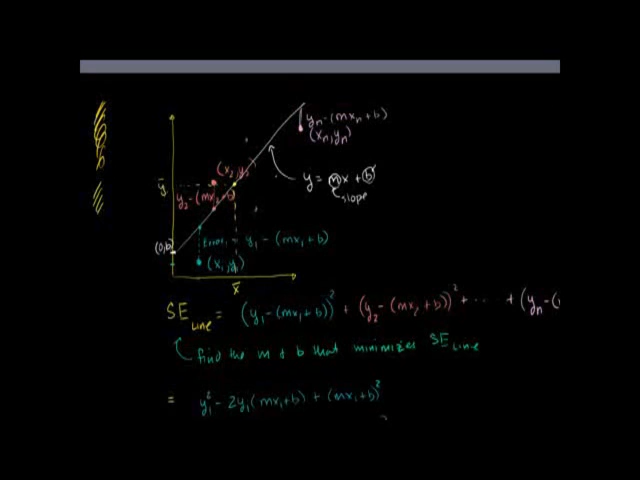 yₙ-(mxₙ+b)
(xₙ,yₙ)
(x₂,y₂)
y = mx + b
slope
ȳ
y₂-(mx₂+b)
(0,b)
Error₁ = y₁ - (mx₁+b)
(x₁,y₁)
x̄
SE LINE = (y₁-(mx₁+b))² + (y₂-(mx₂+b))² + ... + (yₙ-(
find the m & b that minimizes SE LINE
= y₁² - 2y₁(mx₁+b) + (mx₁+b)²